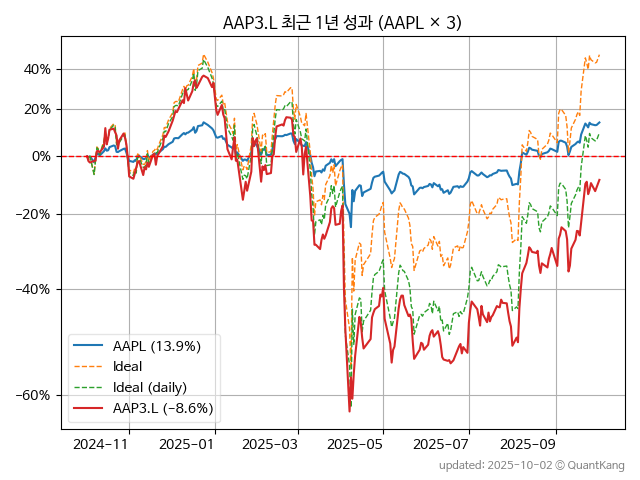 AAP3.L 최근 1년 성과 (AAPL × 3)
40%
20%
0%
−20%
−40%
−60%
AAPL (13.9%)
Ideal
Ideal (daily)
AAP3.L (−8.6%)
2024-11 2025-01 2025-03 2025-05 2025-07 2025-09
updated: 2025-10-02 © QuantKang